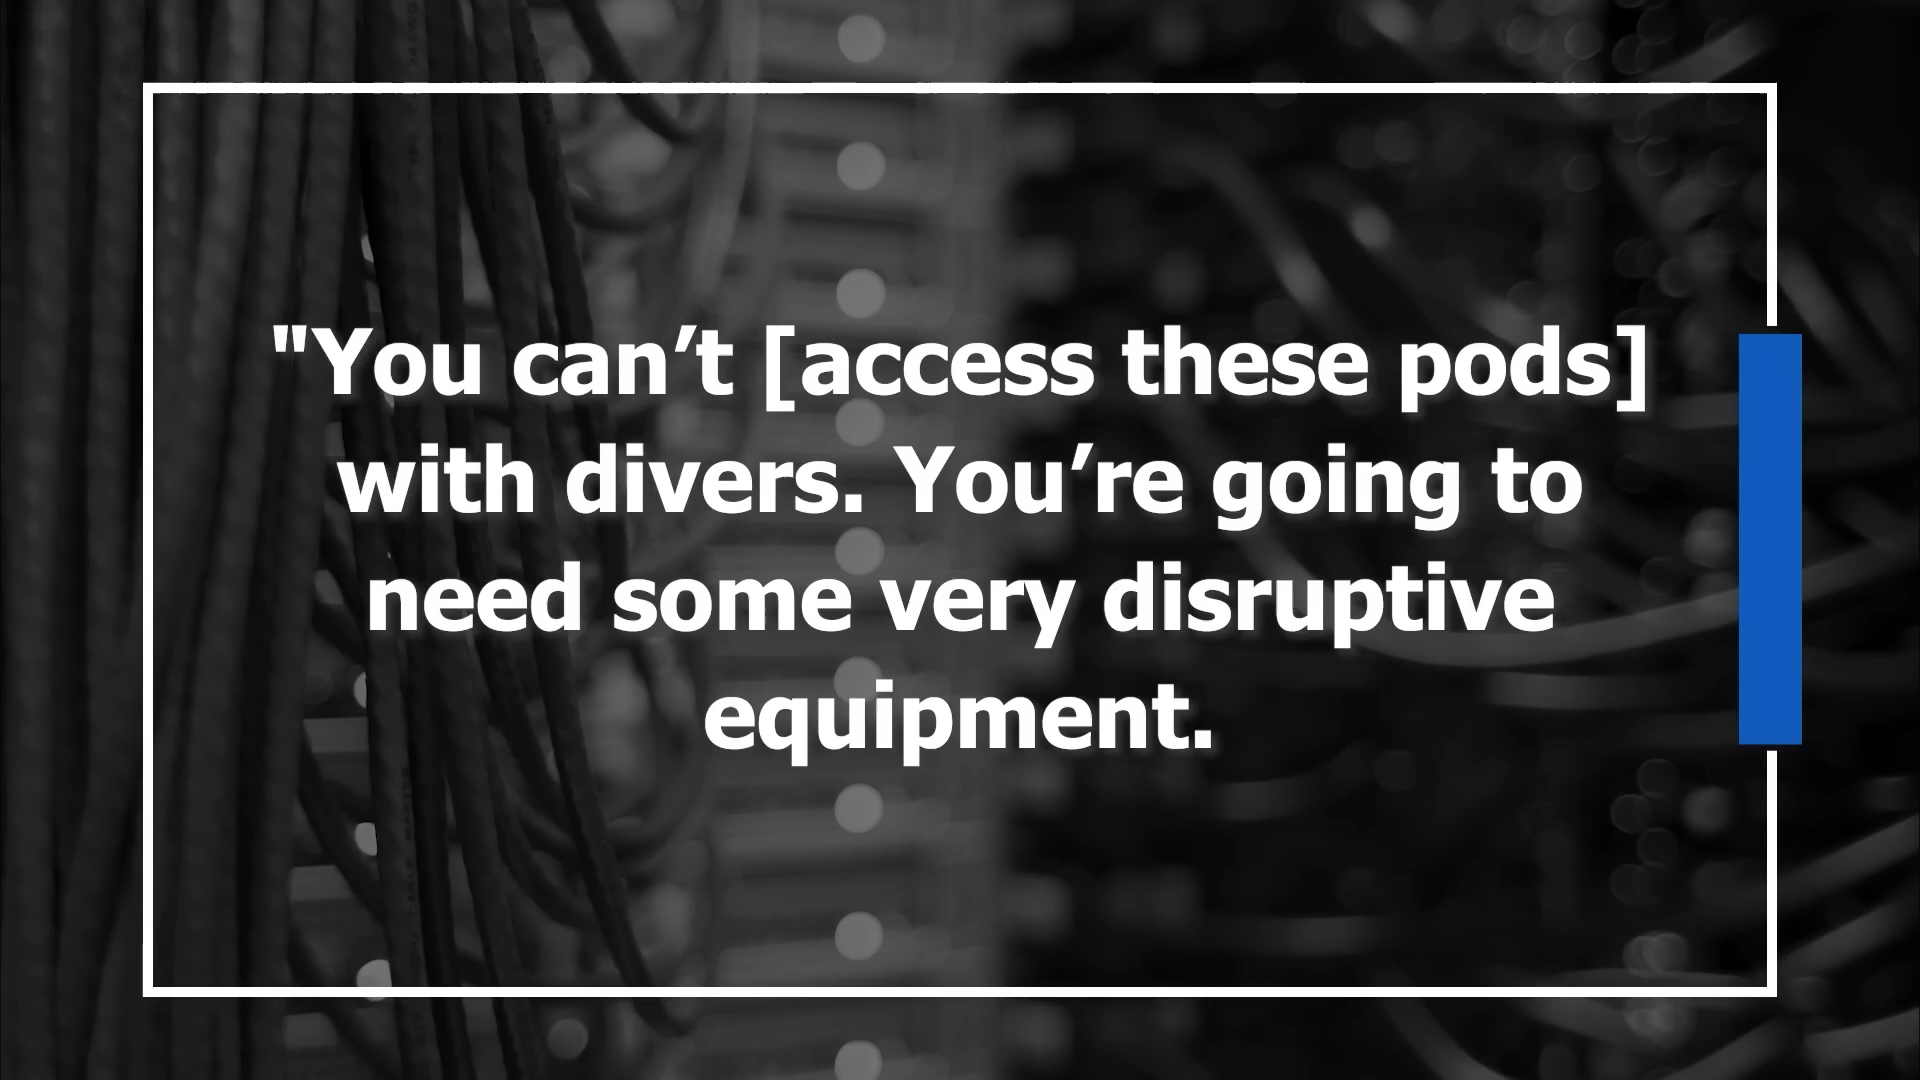 "You can’t [access these pods]
with divers. You’re going to
need some very disruptive
equipment.